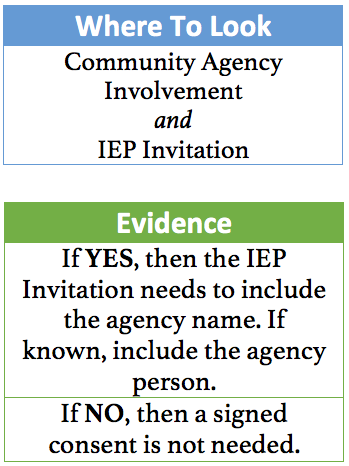 Where To Look
Community Agency
Involvement
and
IEP Invitation
Evidence
If YES, then the IEP
Invitation needs to include
the agency name. If
known, include the agency
person.
If NO, then a signed
consent is not needed.